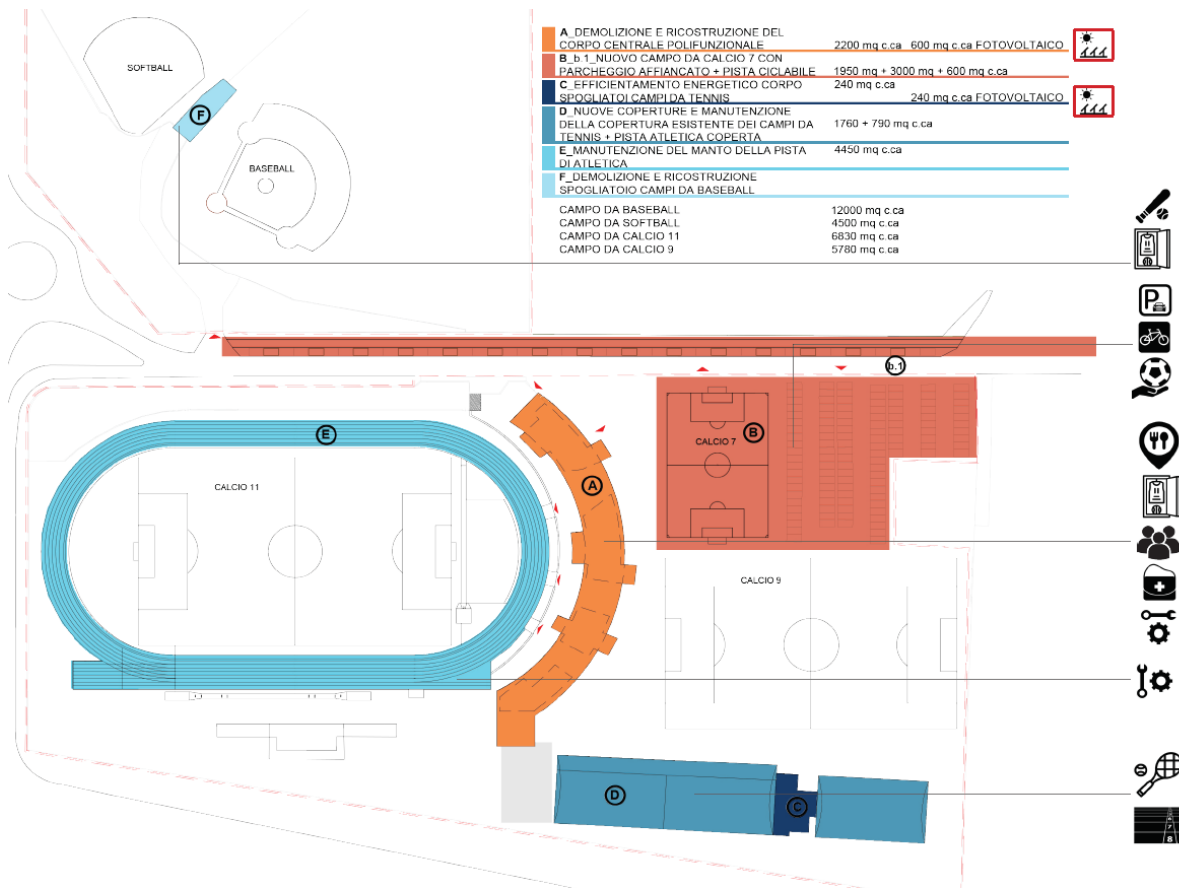 A_DEMOLIZIONE E RICOSTRUZIONE DEL
CORPO CENTRALE POLIFUNZIONALE 2200 mq c.ca 600 mq c.ca FOTOVOLTAICO
B_b.1_NUOVO CAMPO DA CALCIO 7 CON
PARCHEGGIO AFFIANCATO + PISTA CICLABILE 1950 mq + 3000 mq + 600 mq c.ca
C_EFFICIENTAMENTO ENERGETICO CORPO 240 mq c.ca
SPOGLIATOI CAMPI DA TENNIS 240 mq c.ca FOTOVOLTAICO
D_NUOVE COPERTURE E MANUTENZIONE
DELLA COPERTURA ESISTENTE DEI CAMPI DA 1760 + 790 mq c.ca
TENNIS + PISTA ATLETICA COPERTA
E_MANUTENZIONE DEL MANTO DELLA PISTA 4450 mq c.ca
DI ATLETICA
F_DEMOLIZIONE E RICOSTRUZIONE
SPOGLIATOIO CAMPI DA BASEBALL
CAMPO DA BASEBALL 12000 mq c.ca
CAMPO DA SOFTBALL 4500 mq c.ca
CAMPO DA CALCIO 11 6830 mq c.ca
CAMPO DA CALCIO 9 5780 mq c.ca
SOFTBALL
F
BASEBALL
P
b.1
E
B
CALCIO 7
CALCIO 11
A
CALCIO 9
D
C
7
8